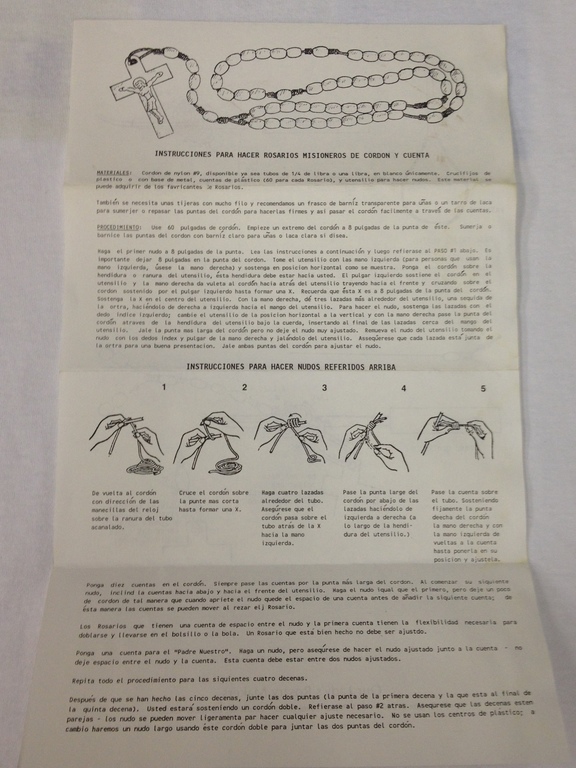 INSTRUCCIONES PARA HACER ROSARIOS MISIONEROS DE CORDON Y CUENTA
MATERIALES: Cordon de nylon #9, disponible ya sea tubos de 1/4 de libra o una libra, en blanco únicamente. Crucifijos de
plástico o con base de metal, cuentas de plástico (60 para cada Rosario), y utensilio para hacer nudos. Este material se
puede adquirir de los favricantes de Rosarios.
También se necesita unas tijeras con mucho filo y recomendamos un frasco de barniz transparente para uñas o un tarro de laca
para sumerjir o repasar las puntas del cordón para hacerlas firmes y asi pasar el cordón facilmente a través de las cuentas.
PROCEDIMIENTO: Use 60 pulgadas de cordón. Empieze un extremo del cordón a 8 pulgadas de la punta de éste. Sumerja o
barnice las puntas del cordon con barniz claro para uñas o laca clara si disea.
Haga el primer nudo a 8 pulgadas de la punta. Lea las instrucciones a continuación y luego refierase al PASO #1 abajo. Es
importante dejar 8 pulgadas en la punta del cordon. Tome el utensilio con las mano izquierda (para personas que usan la
mano izquierda, úsese la mano derecha) y sostenga en posicion horizontal como se muestra. Ponga el cordón sobre la
hendidura o ranura del utensilio, ésta hendidura debe estar hacia usted. El pulgar izquierdo sostiene el cordón en al
utensilio y la mano derecha da vuelta al cordón hacia atrás del utensilio trayendo hacia el frente y cruzando sobre el
cordon sostenida por el pulgar izquierdo hasta formar una X. Recuerda que ésta X es a 8 pulgadas de la punta del cordón.
Sostenga la X en al centro del utensilio. Con la mano derecha, dé tres lazadas más alrededor del utensilio, una sequida de
la ortra, haciéndolo de derecha a izquierda hacia el mango del utensilio. Para hacer el nudo, sostenga las lazadas con el
dedo índice izquierdo; cambie el utensilio de la posicion horizontal a la vertical y con la mano derecha pase la punta del
cordón atraves de la hendidura del utensilio bajo la cuerda, insertando al final de las lazadas cerca del mango del
utensilio. Jale la punta mas larga del cordón pero no deje el nudo muy ajustado. Remueva el nudo del utensilio tomando el
nudo con los dedos index y pulgar de la mano derecha y jalándolo del utensilio. Asegúqrese que cada lazada esté junta de
la ortra para una buena presentacion. Jale ambas puntas del cordón para ajustar el nudo.
INSTRUCCIONES PARA HACER NUDOS REFERIDOS ARRIBA
1 2 3 4 5
De vuelta al cordón
con dirección de las
manecillas del reloj
sobre la ranura del tubo
acanalado.
Cruce el cordón sobre
la punte mas corta
hasta formar una X.
Haga cuatro lazadas
alrededor del tubo.
Asegúrese que el
cordón pasa sobre el
tubo atrás de la X
hacia la mano
izquierda.
Pase la punta large del
cordón por abajo de las
lazadas haciéndolo de
izquierda a derecha (a
lo largo de la hendi-
dura del utensilio.)
Pase la cuenta sobre
el tubo. Sosteniendo
fijamente la punta
deecha del cordón
la mano derecha y con
la mano izquierda de
vueltas a la cuenta
hasta ponerla en su
posicion y ajustela.
Ponga diez cuentas en el cordón. Siempre pase las cuentas por la punta más larga del cordon. Al comenzar su siguiente
nudo, inclind la cuentas hacia abajo y hacia el frente del utensilio. Haga el nudo igual que el primero, pero deje un poco
de cordon de tal manera que cuando apriete el nudo quede el espacio de una cuenta antes do añadir la siguiente cuenta; de
ésta manera las cuentas se pueden mover al rezar eij Rosario.
Los Rosarios que tienen una cuenta de espacio entre el nudo y la primera cuenta tienen la flexibilidad necesaria para
doblarse y llevarse en el bolsilio o la bola. Un Rosario que esta bien hecho no debe ser ajustdo.
Ponga una cuenta para el "Padre Nuestro". Haga un nudo, pero asegúrese de hacer el nudo ajustado junto a la cuenta - no
deje espacio entre el nudo y la cuenta. Esta cuenta debe estar entre dos nudos ajustados.
Repita todo el procedimiento para las siguientes cuatro decenas.
Después de que se han hecho las cinco decenas, junte las dos puntas (la punta de la primera decena y la que esta al final de
la quinta decena). Usted estará sosteniendo un cordón doble. Refierase al paso #2 atras. Asequrese que las decenas esten
parejas - los nudo se pueden mover ligeramenta par hacer cualquier ajuste necesario. No se usan los centros de plastico; a
cambio haremos un nudo largo usando éste cordón doble para juntar las dos puntas del cordón.